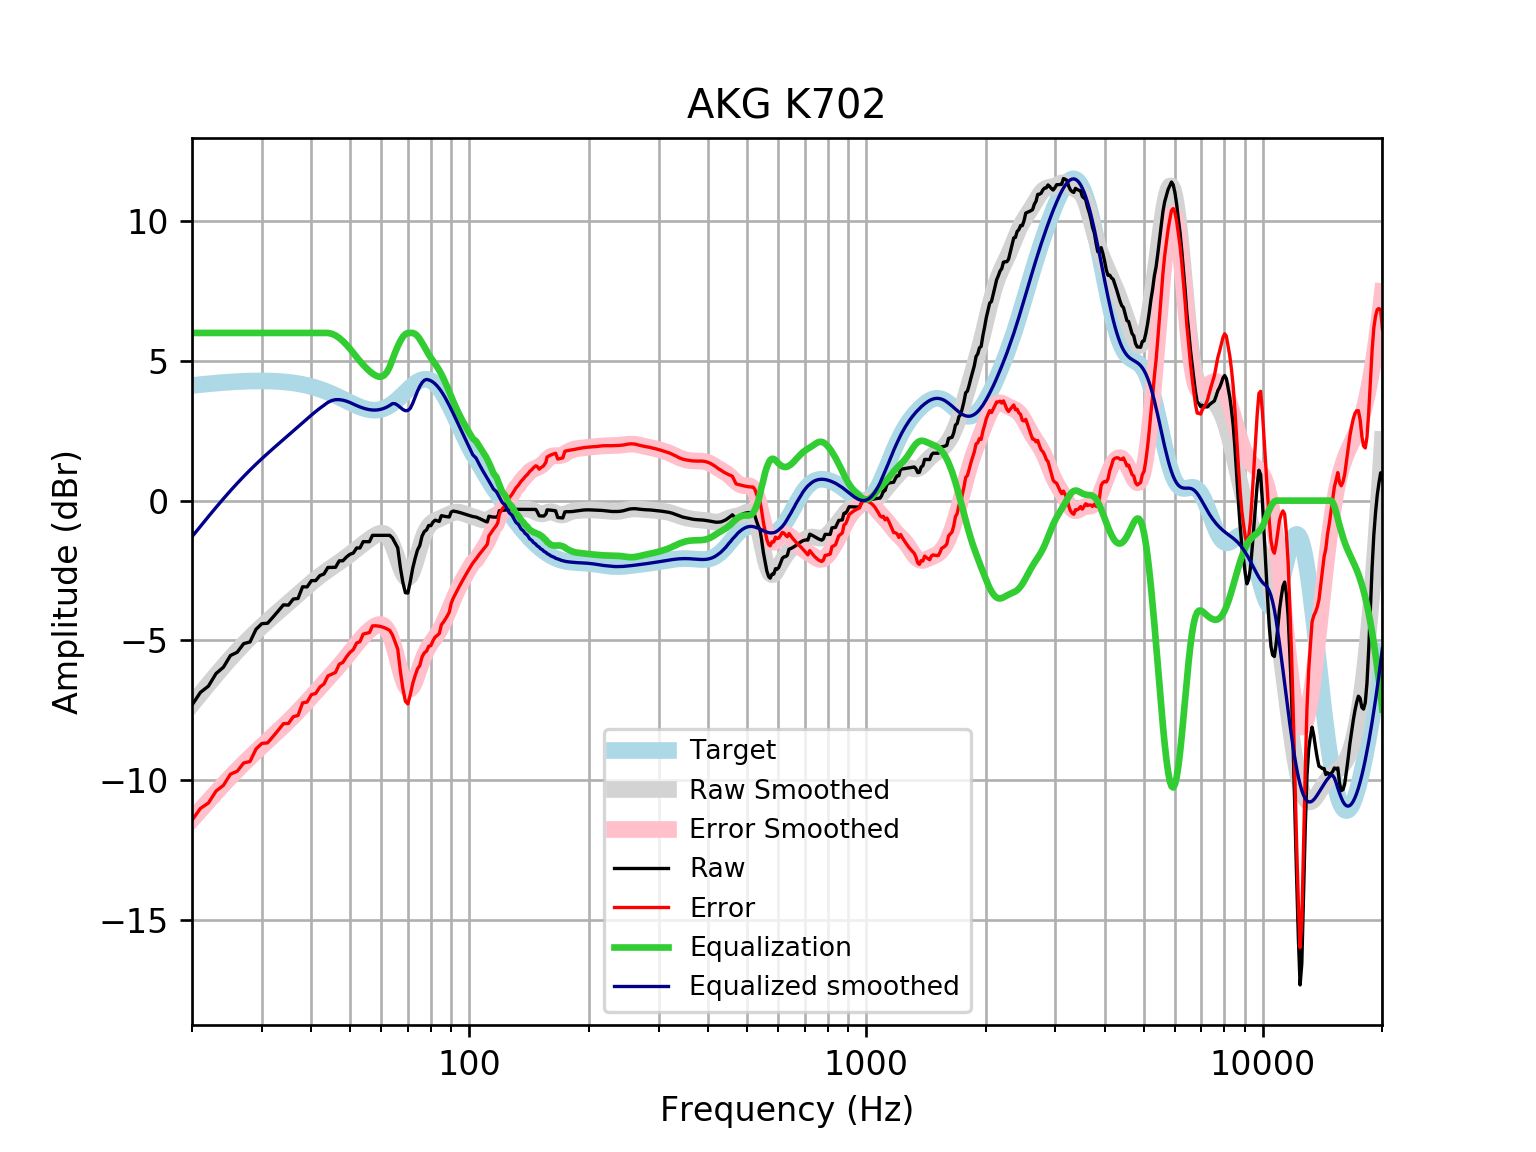 AKG K702
Amplitude (dBr)
10
5
0
−5
−10
−15
Target
Raw Smoothed
Error Smoothed
Raw
Error
Equalization
Equalized smoothed
100
1000
10000
Frequency (Hz)